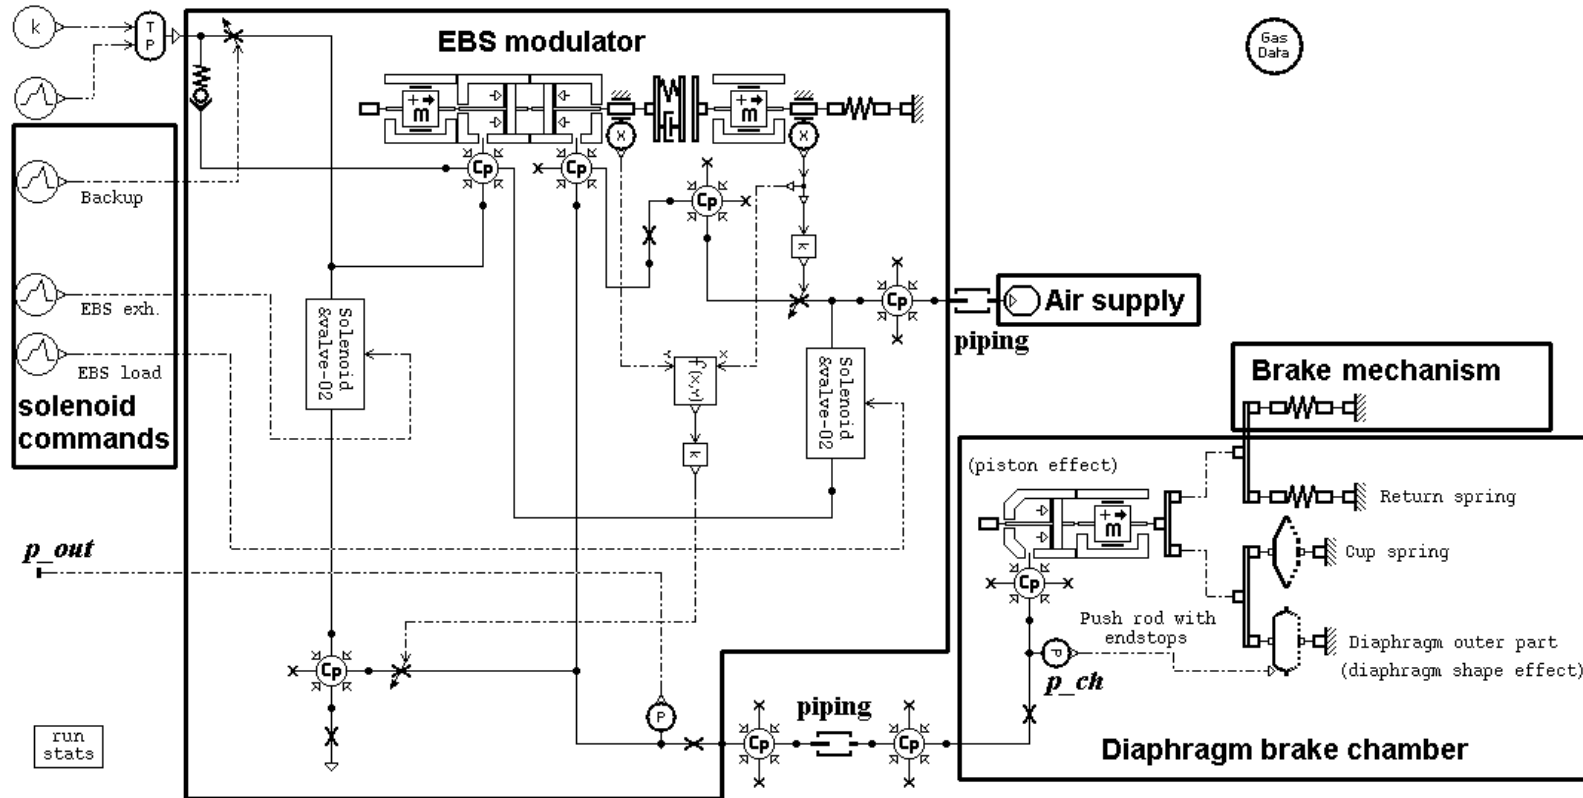 k
T
P
EBS modulator
Gas
Data
m
m
x
x
Cp
Cp
Cp
Backup
k
EBS exh.
Cp
Air supply
piping
Solenoid
&valve-02
EBS load
Y
X
f(x,Y)
Solenoid
&valve-02
Brake mechanism
solenoid
commands
k
(piston effect)
m
Return spring
p_out
Cup spring
Cp
Push rod with
endstops
Diaphragm outer part
(diaphragm shape effect)
Cp
P
p_ch
piping
P
run
stats
Cp
Cp
Diaphragm brake chamber